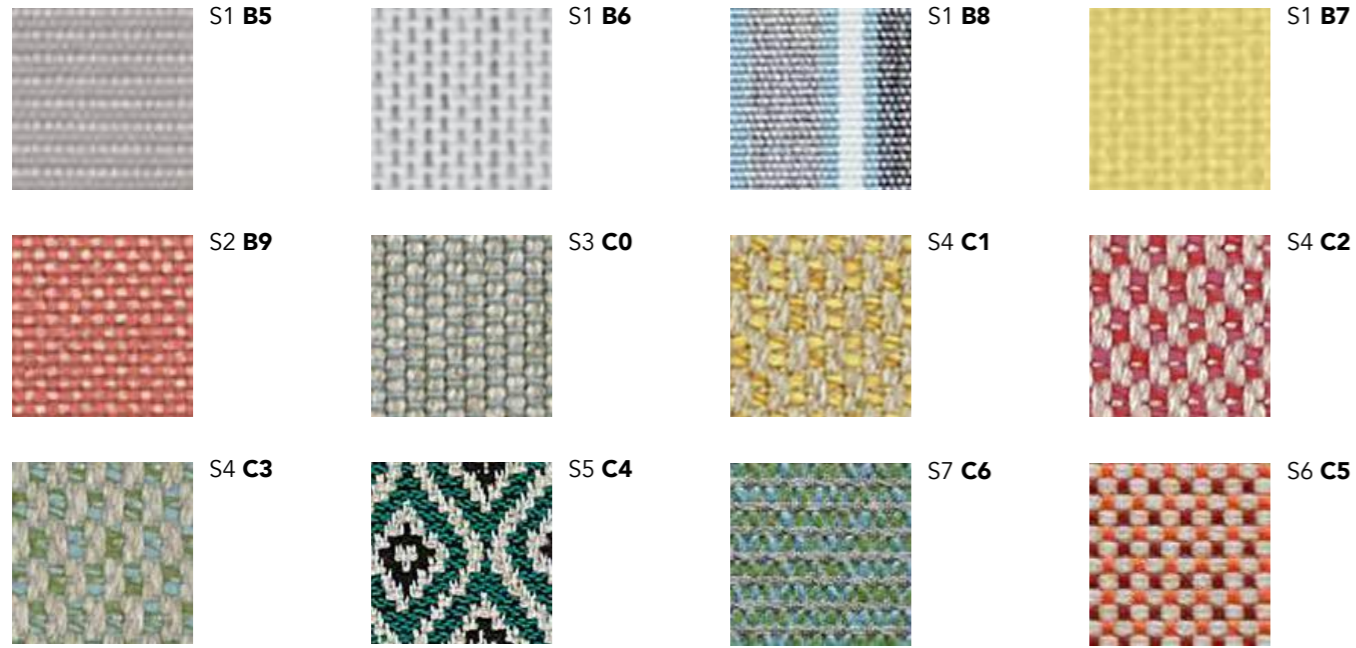 S1 B5
S1 B6
S1 B8
S1 B7
S2 B9
S3 C0
S4 C1
S4 C2
S4 C3
S5 C4
S7 C6
S6 C5